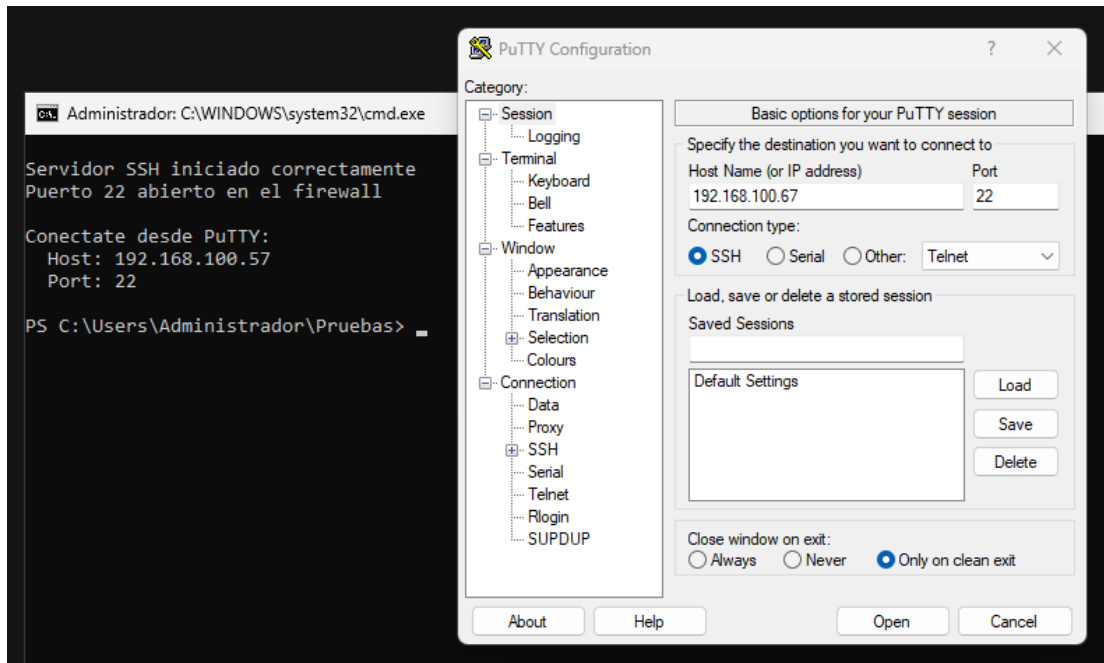 Administrador: C:\WINDOWS\system32\cmd.exe
Servidor SSH iniciado correctamente
Puerto 22 abierto en el firewall
Conectate desde PuTTY:
Host: 192.168.100.57
Port: 22
PS C:\Users\Administrador\Pruebas>
PuTTY Configuration
?
Category:
Session
Logging
Terminal
Keyboard
Bell
Features
Window
Appearance
Behaviour
Translation
Selection
Colours
Connection
Data
Proxy
SSH
Serial
Telnet
Rlogin
SUPDUP
Basic options for your PuTTY session
Specify the destination you want to connect to
Host Name (or IP address) Port
192.168.100.67 22
Connection type:
SSH Serial Other: Telnet
Load, save or delete a stored session
Saved Sessions
Default Settings
Load
Save
Delete
Close window on exit:
Always Never Only on clean exit
About Help Open Cancel